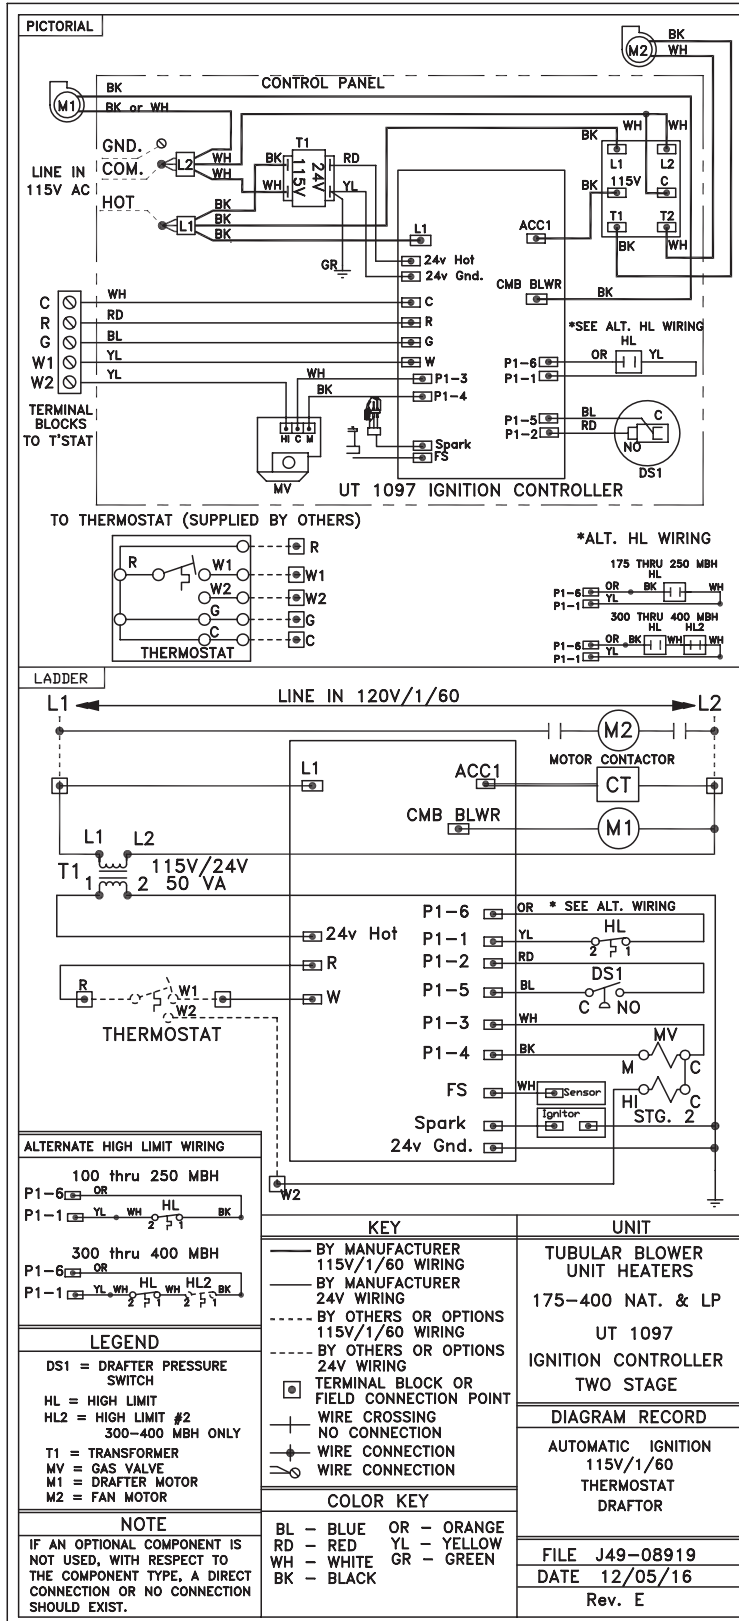 PICTORIAL
M2
BK
WH
CONTROL PANEL
M1
BK
BK or WH
GND.
COM.
LINE IN
115V AC
HOT
L2
WH
WH
L1
BK
BK
BK
T1
BK
WH
115V
24V
RD
YL
GR
BK
WH
WH
L1
L2
115V
C
BK
T1
T2
BK
WH
L1
ACC1
24v Hot
24v Gnd.
CMB BLWR
BK
C
WH
C
R
RD
R
G
BL
G
W1
YL
W
W2
YL
WH
P1-3
BK
P1-4
*SEE ALT. HL WIRING
HL
P1-6
OR
YL
P1-1
P1-5
BL
C
P1-2
RD
NO
DS1
TERMINAL
BLOCKS
TO T'STAT
HI C M
MV
Spark
FS
UT 1097 IGNITION CONTROLLER
TO THERMOSTAT (SUPPLIED BY OTHERS)
R
R
W1
W1
W2
W2
G
G
C
C
THERMOSTAT
*ALT. HL WIRING
175 THRU 250 MBH
HL
P1-6
OR
BK
WH
P1-1
YL
300 THRU 400 MBH
HL
HL2
P1-6
OR
BK
WH
WH
P1-1
YL
LADDER
L1
LINE IN 120V/1/60
L2
M2
MOTOR CONTACTOR
L1
ACC1
CT
CMB BLWR
M1
L1
L2
T1
1
2
115V/24V
50 VA
P1-6
OR
* SEE ALT. WIRING
24v Hot
P1-1
YL
HL
2
1
R
P1-2
RD
DS1
R
W1
W
P1-5
BL
C
NO
W2
THERMOSTAT
P1-3
WH
MV
P1-4
BK
M
C
FS
WH
Sensor
HI
C
STG. 2
Spark
Ignitor
24v Gnd.
W2
ALTERNATE HIGH LIMIT WIRING
100 thru 250 MBH
P1-6
OR
P1-1
YL
WH
HL
2
1
BK
300 thru 400 MBH
P1-6
OR
P1-1
YL
WH
HL
2
1
WH
HL2
2
1
BK
LEGEND
DS1 = DRAFTER PRESSURE
SWITCH
HL = HIGH LIMIT
HL2 = HIGH LIMIT #2
300-400 MBH ONLY
T1 = TRANSFORMER
MV = GAS VALVE
M1 = DRAFTER MOTOR
M2 = FAN MOTOR
NOTE
IF AN OPTIONAL COMPONENT IS
NOT USED, WITH RESPECT TO
THE COMPONENT TYPE, A DIRECT
CONNECTION OR NO CONNECTION
SHOULD EXIST.
KEY
BY MANUFACTURER
115V/1/60 WIRING
BY MANUFACTURER
24V WIRING
BY OTHERS OR OPTIONS
115V/1/60 WIRING
BY OTHERS OR OPTIONS
24V WIRING
TERMINAL BLOCK OR
FIELD CONNECTION POINT
WIRE CROSSING
NO CONNECTION
WIRE CONNECTION
WIRE CONNECTION
COLOR KEY
BL - BLUE OR - ORANGE
RD - RED YL - YELLOW
WH - WHITE GR - GREEN
BK - BLACK
UNIT
TUBULAR BLOWER
UNIT HEATERS
175-400 NAT. & LP
UT 1097
IGNITION CONTROLLER
TWO STAGE
DIAGRAM RECORD
AUTOMATIC IGNITION
115V/1/60
THERMOSTAT
DRAFTOR
FILE J49-08919
DATE 12/05/16
Rev. E